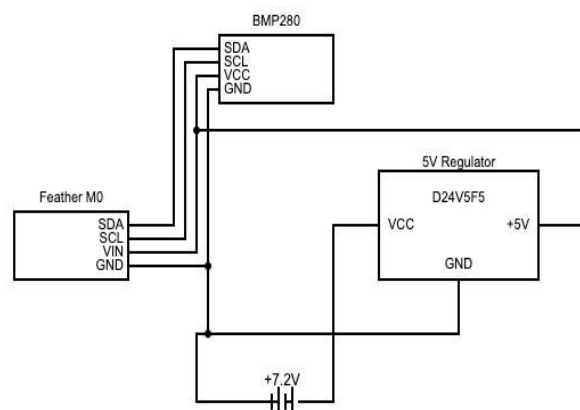 BMP280
SDA
SCL
VCC
GND
5V Regulator
D24V5F5
VCC
+5V
GND
Feather M0
SDA
SCL
VIN
GND
+7.2V